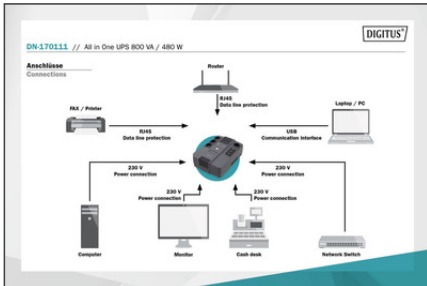 DIGITUS®
DN-170111 // All in One UPS 800 VA / 480 W
Anschlüsse
Connections
Router
RJ45
Data line protection
FAX / Printer
Laptop / PC
RJ45
Data line protection
USB
Communication interface
230 V
Power connection
230 V
Power connection
230 V
Power connection
230 V
Power connection
Computer
Monitor
Cash desk
Network Switch